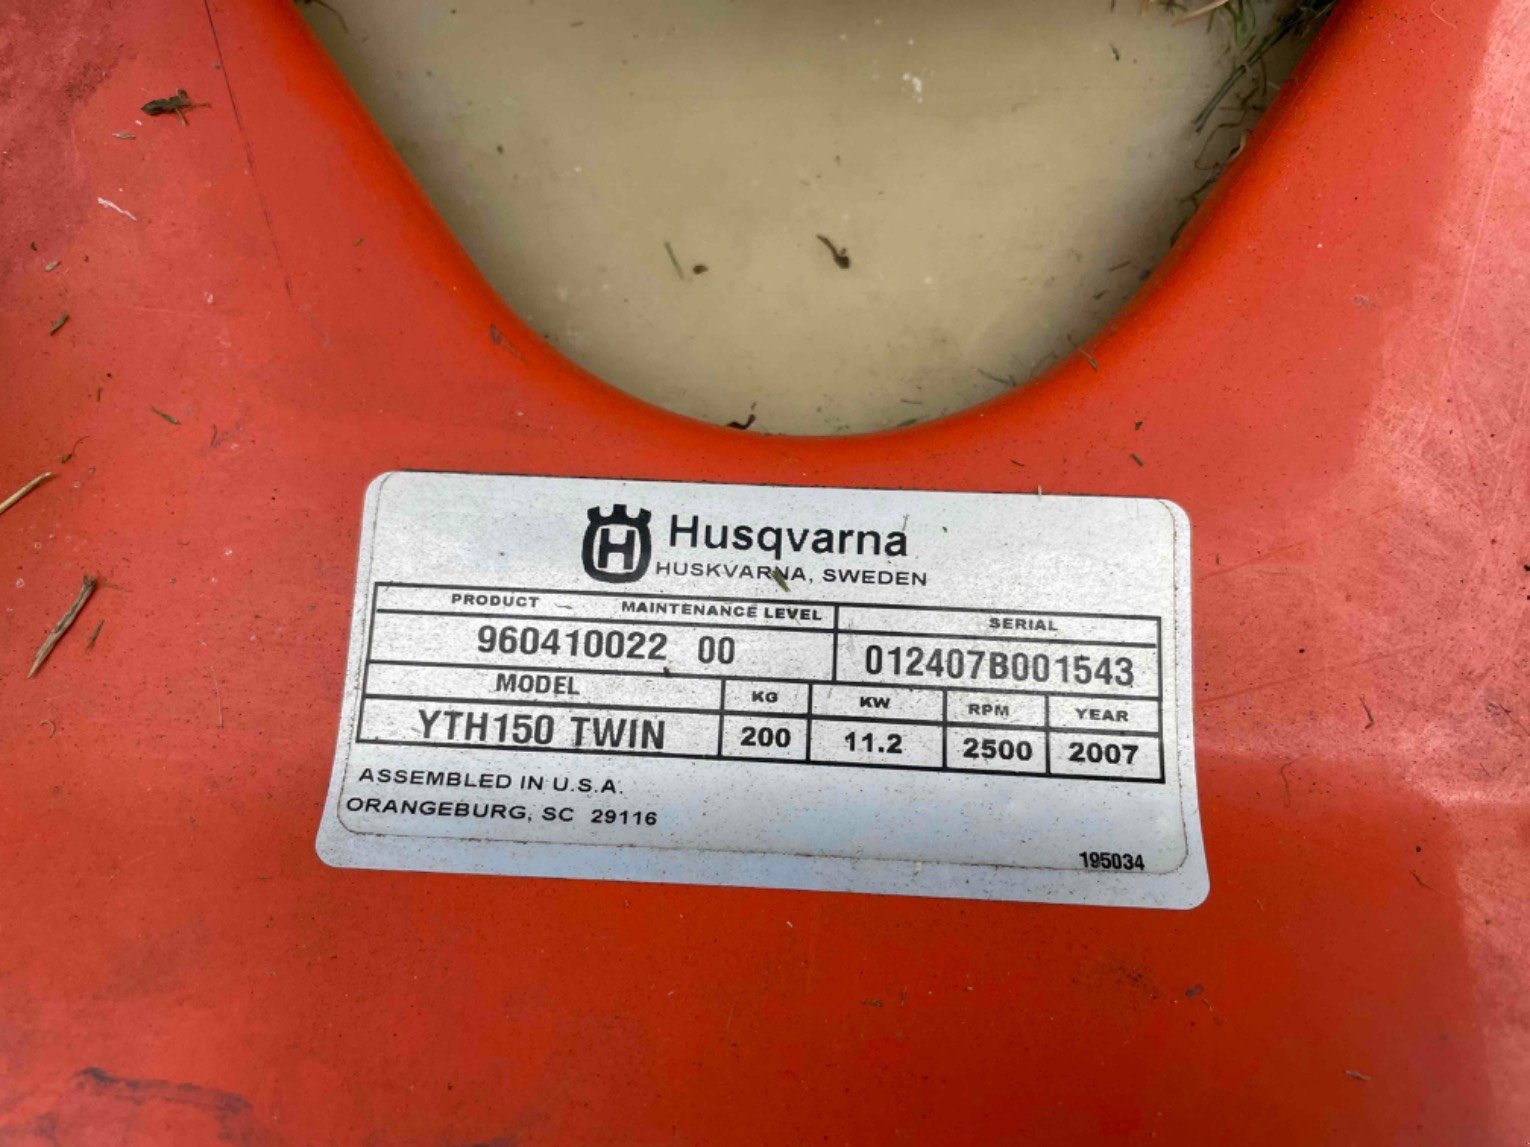 H Husqvarna
HUSKVARNA, SWEDEN
PRODUCT MAINTENANCE LEVEL SERIAL
960410022 00 012407B001543
MODEL KG KW RPM YEAR
YTH150 TWIN 200 11.2 2500 2007
ASSEMBLED IN U.S.A.
ORANGEBURG, SC 29116
195034